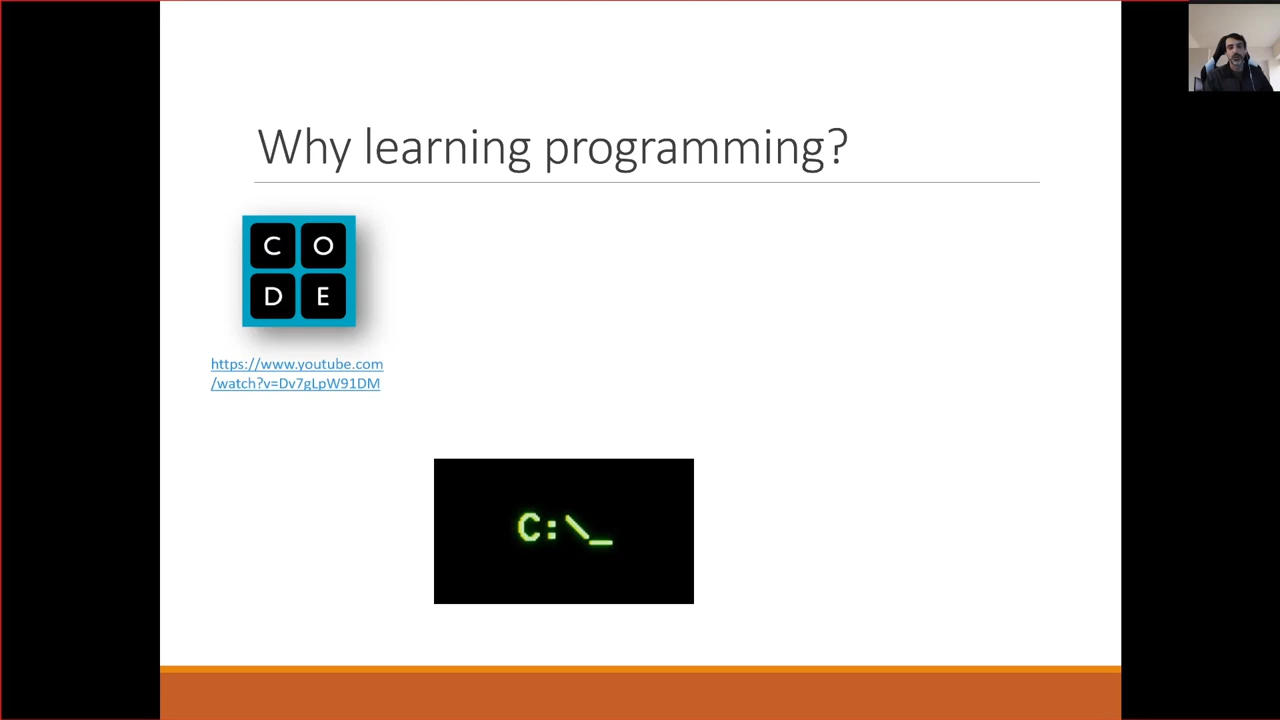 Why learning programming?
C O
D E
https://www.youtube.com
/watch?v=Dv7gLpW91DM
C:\_